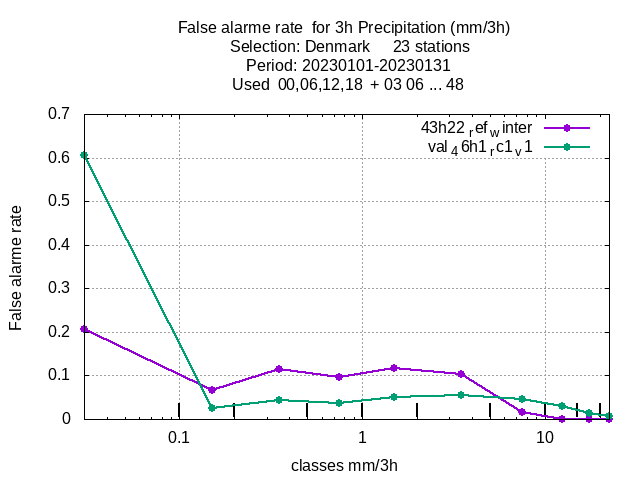 False alarme rate  for 3h Precipitation (mm/3h)
Selection: Denmark     23 stations
Period: 20230101-20230131
Used  00,06,12,18  + 03 06 ... 48
0.7
43h22_ref_winter
val_46h1_rc1_v1
0.6
0.5
0.4
0.3
0.2
0.1
0
False alarme rate
0.1
1
10
classes mm/3h